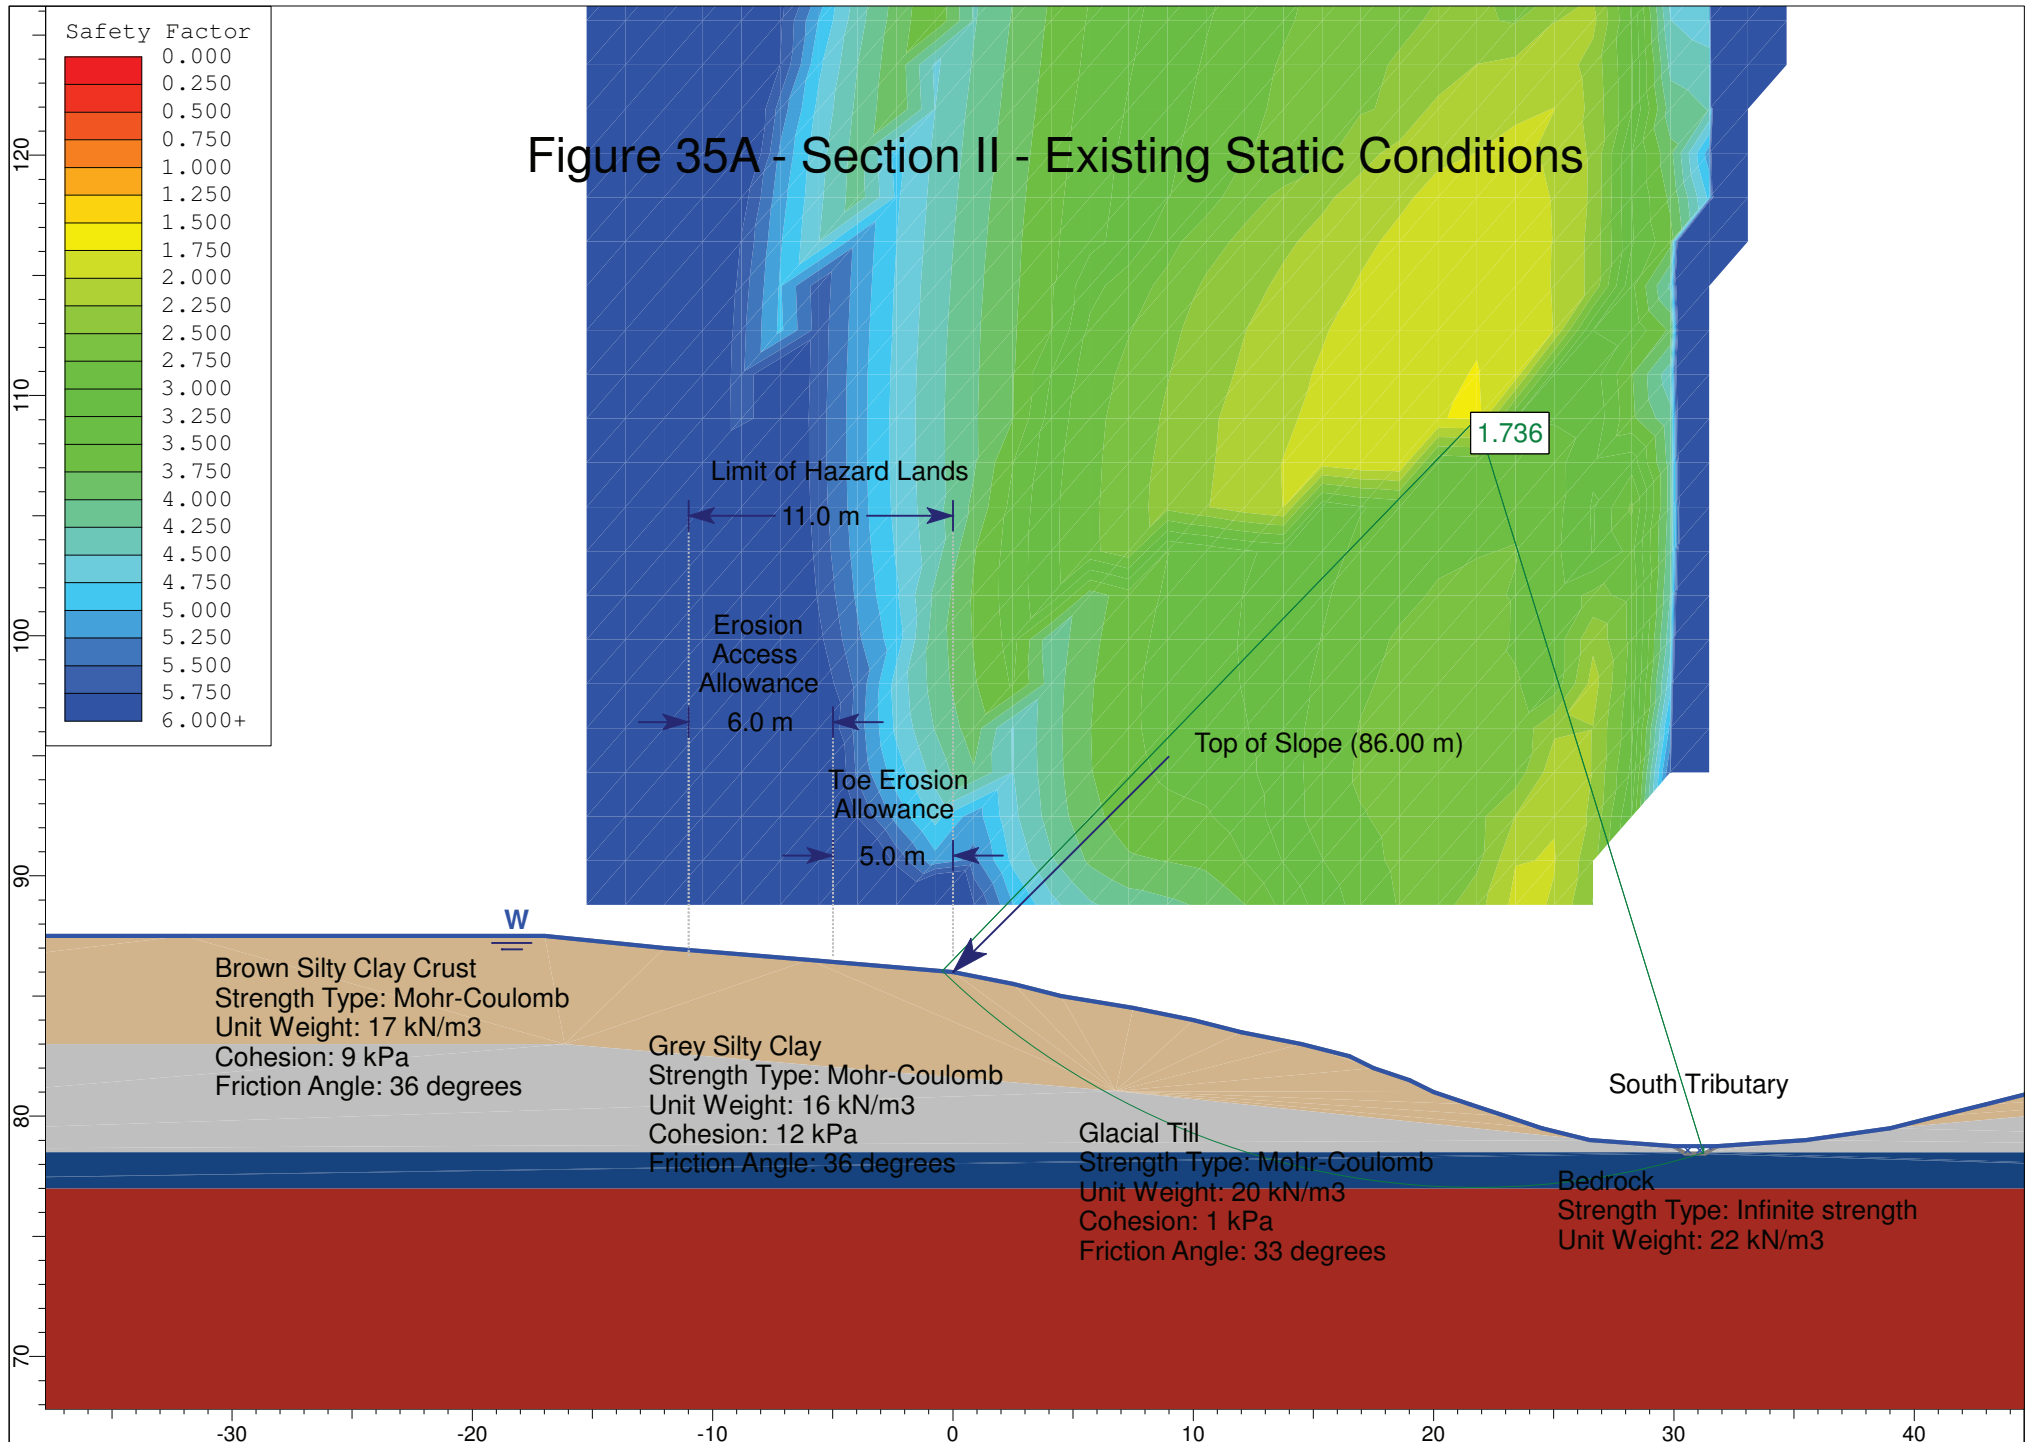 Safety Factor
0.000
0.250
0.500
0.750
1.000
1.250
1.500
1.750
2.000
2.250
2.500
2.750
3.000
3.250
3.500
3.750
4.000
4.250
4.500
4.750
5.000
5.250
5.500
5.750
6.000+
Figure 35A - Section II - Existing Static Conditions
1.736
Limit of Hazard Lands
11.0 m
Erosion
Access
Allowance
6.0 m
Top of Slope (86.00 m)
Toe Erosion
Allowance
5.0 m
W
Brown Silty Clay Crust
Strength Type: Mohr-Coulomb
Unit Weight: 17 kN/m3
Cohesion: 9 kPa
Friction Angle: 36 degrees
Grey Silty Clay
Strength Type: Mohr-Coulomb
Unit Weight: 16 kN/m3
Cohesion: 12 kPa
Friction Angle: 36 degrees
Glacial Till
Strength Type: Mohr-Coulomb
Unit Weight: 20 kN/m3
Cohesion: 1 kPa
Friction Angle: 33 degrees
South Tributary
Bedrock
Strength Type: Infinite strength
Unit Weight: 22 kN/m3
120
110
100
90
80
70
-30
-20
-10
0
10
20
30
40